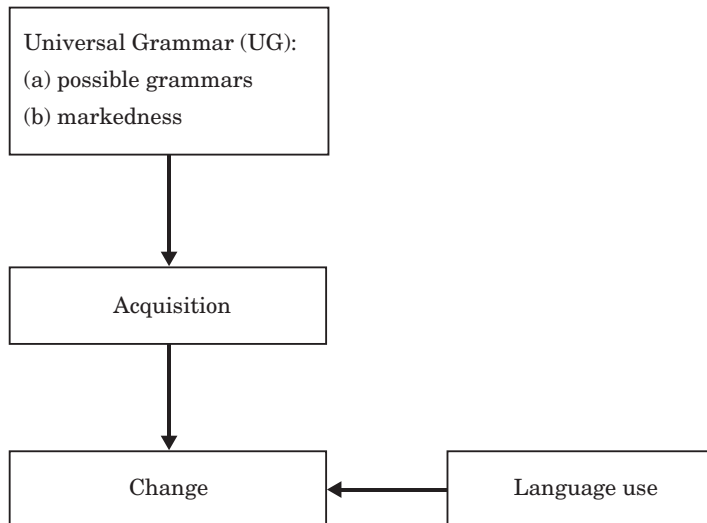 Universal Grammar (UG):
(a) possible grammars
(b) markedness
Acquisition
Change
Language use